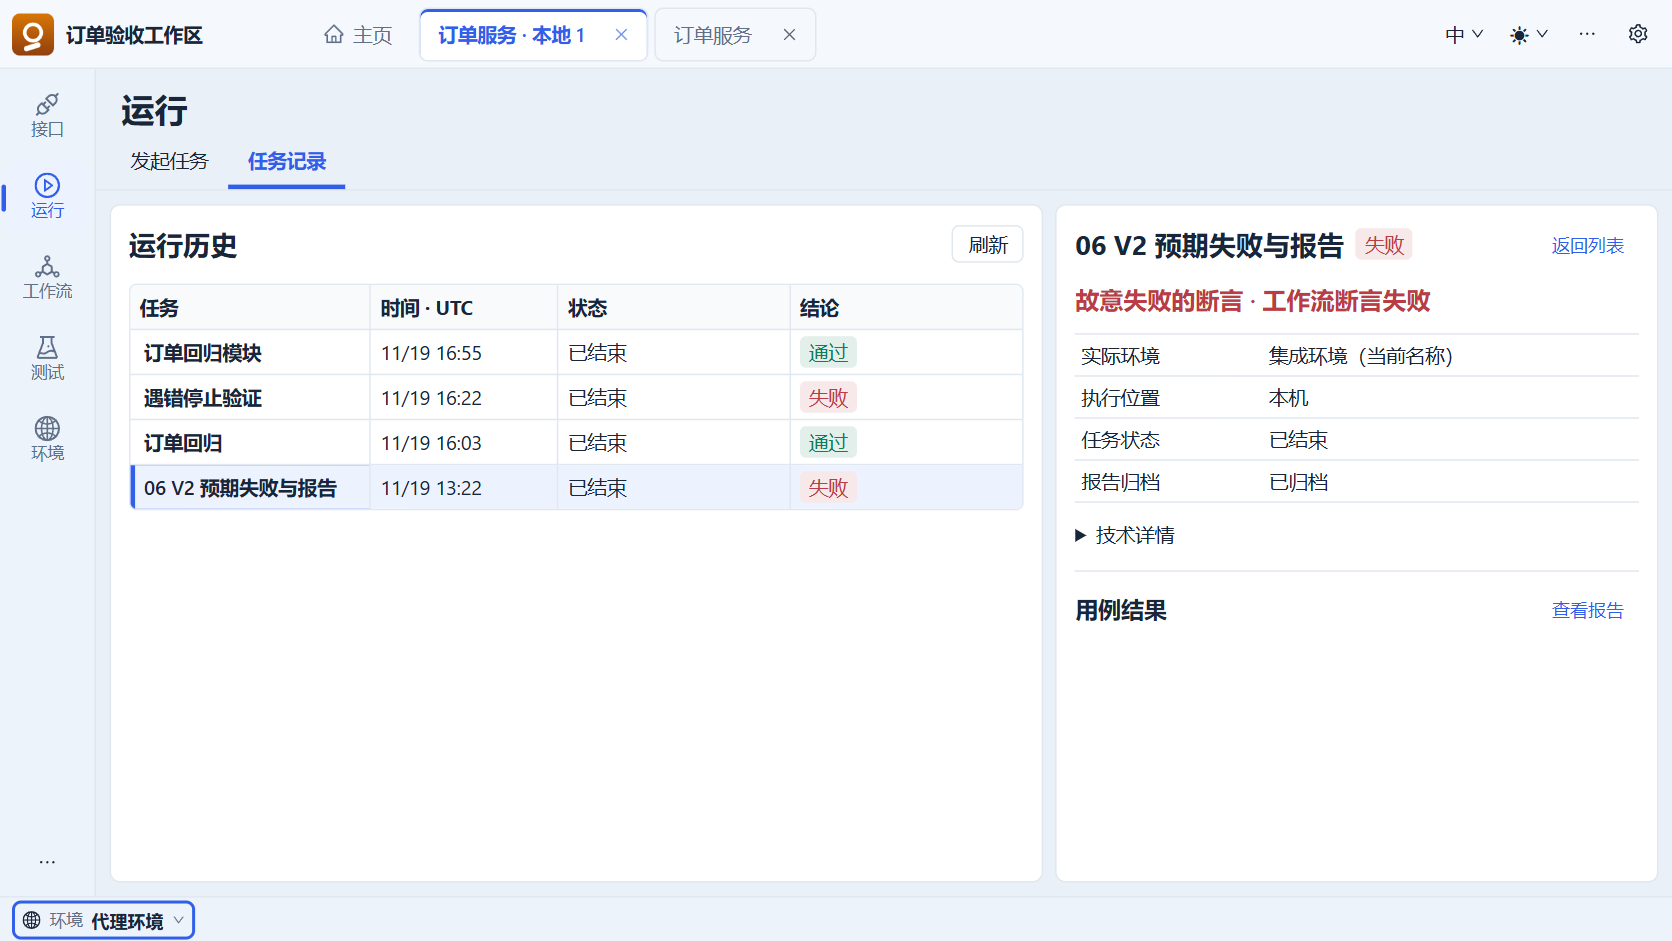 订单验收工作区
主页
订单服务 · 本地 1
订单服务
中
接口
运行
工作流
测试
环境
运行
发起任务
任务记录
运行历史
刷新
任务 时间 · UTC 状态 结论
订单回归模块 11/19 16:55 已结束 通过
遇错停止验证 11/19 16:22 已结束 失败
订单回归 11/19 16:03 已结束 通过
06 V2 预期失败与报告 11/19 13:22 已结束 失败
06 V2 预期失败与报告 失败 返回列表
故意失败的断言 · 工作流断言失败
实际环境 集成环境（当前名称）
执行位置 本机
任务状态 已结束
报告归档 已归档
技术详情
用例结果 查看报告
环境 代理环境